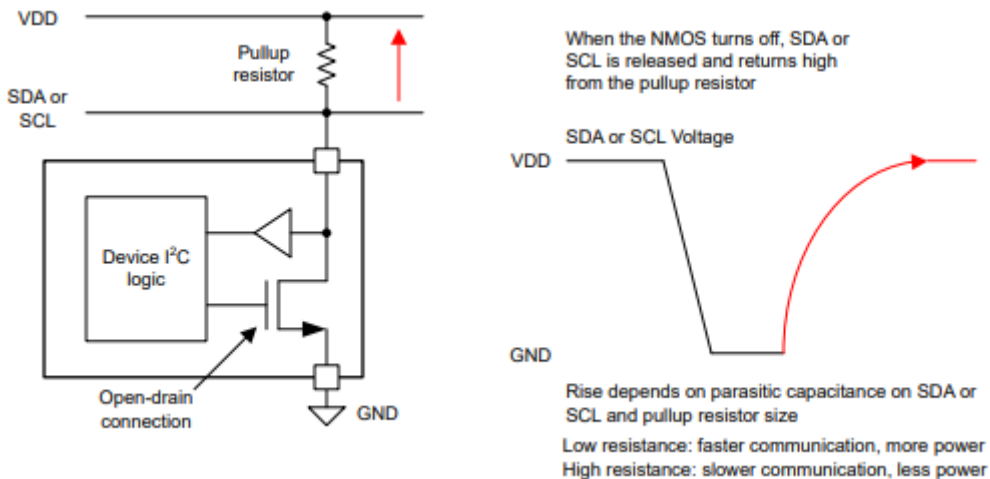 VDD
Pullup
resistor
SDA or
SCL
Device I²C
logic
Open-drain
connection
GND
When the NMOS turns off, SDA or
SCL is released and returns high
from the pullup resistor
SDA or SCL Voltage
VDD
GND
Rise depends on parasitic capacitance on SDA or
SCL and pullup resistor size
Low resistance: faster communication, more power
High resistance: slower communication, less power